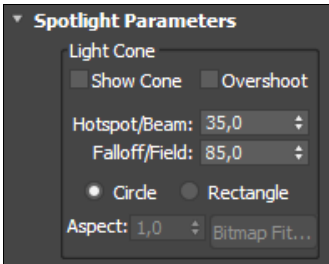 Spotlight Parameters
Light Cone
Show Cone Overshoot
Hotspot/Beam: 35,0
Falloff/Field: 85,0
Circle Rectangle
Aspect: 1,0 Bitmap Fit...